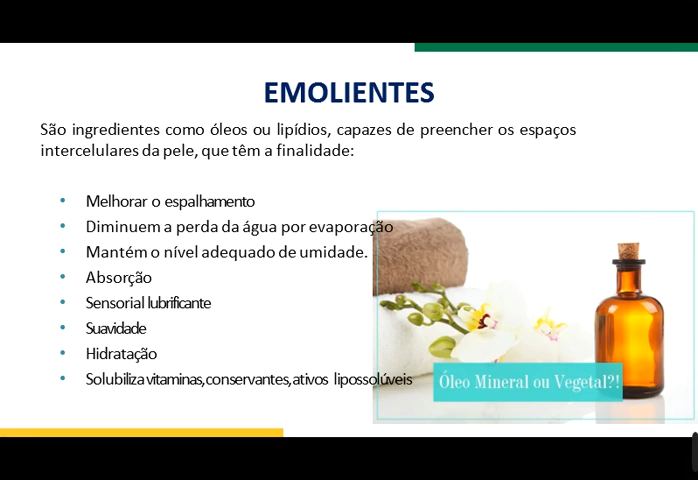 EMOLIENTES
São ingredientes como óleos ou lipídios, capazes de preencher os espaços
intercelulares da pele, que têm a finalidade:
• Melhorar o espalhamento
• Diminuem a perda da água por evaporação
• Mantém o nível adequado de umidade.
• Absorção
• Sensorial lubrificante
• Suavidade
• Hidratação
• Solubiliza vitaminas, conservantes, ativos lipossolúveis
Óleo Mineral ou Vegetal?!